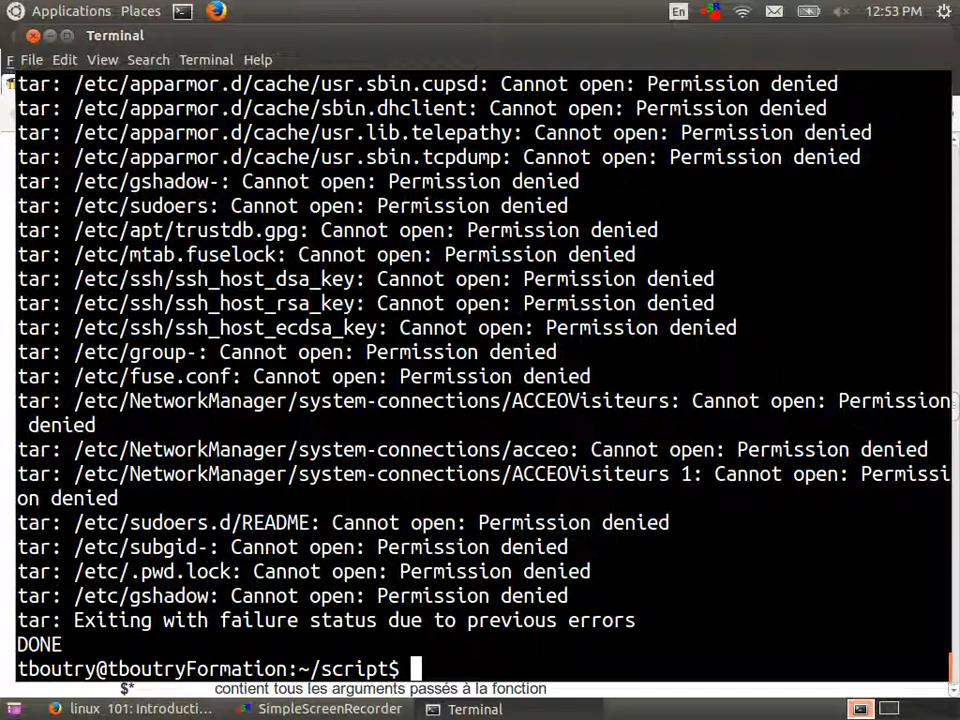 Applications Places En 12:53 PM
Terminal
F File Edit View Search Terminal Help
tar: /etc/apparmor.d/cache/usr.sbin.cupsd: Cannot open: Permission denied
tar: /etc/apparmor.d/cache/sbin.dhclient: Cannot open: Permission denied
tar: /etc/apparmor.d/cache/usr.lib.telepathy: Cannot open: Permission denied
tar: /etc/apparmor.d/cache/usr.sbin.tcpdump: Cannot open: Permission denied
tar: /etc/gshadow-: Cannot open: Permission denied
tar: /etc/sudoers: Cannot open: Permission denied
tar: /etc/apt/trustdb.gpg: Cannot open: Permission denied
tar: /etc/mtab.fuselock: Cannot open: Permission denied
tar: /etc/ssh/ssh_host_dsa_key: Cannot open: Permission denied
tar: /etc/ssh/ssh_host_rsa_key: Cannot open: Permission denied
tar: /etc/ssh/ssh_host_ecdsa_key: Cannot open: Permission denied
tar: /etc/group-: Cannot open: Permission denied
tar: /etc/fuse.conf: Cannot open: Permission denied
tar: /etc/NetworkManager/system-connections/ACCEOVisiteurs: Cannot open: Permission
denied
tar: /etc/NetworkManager/system-connections/acceo: Cannot open: Permission denied
tar: /etc/NetworkManager/system-connections/ACCEOVisiteurs 1: Cannot open: Permissi
on denied
tar: /etc/sudoers.d/README: Cannot open: Permission denied
tar: /etc/subgid-: Cannot open: Permission denied
tar: /etc/.pwd.lock: Cannot open: Permission denied
tar: /etc/gshadow: Cannot open: Permission denied
tar: Exiting with failure status due to previous errors
DONE
tboutry@tboutryFormation:~/script$
$* contient tous les arguments passés à la fonction
linux_101: Introducti... SimpleScreenRecorder Terminal